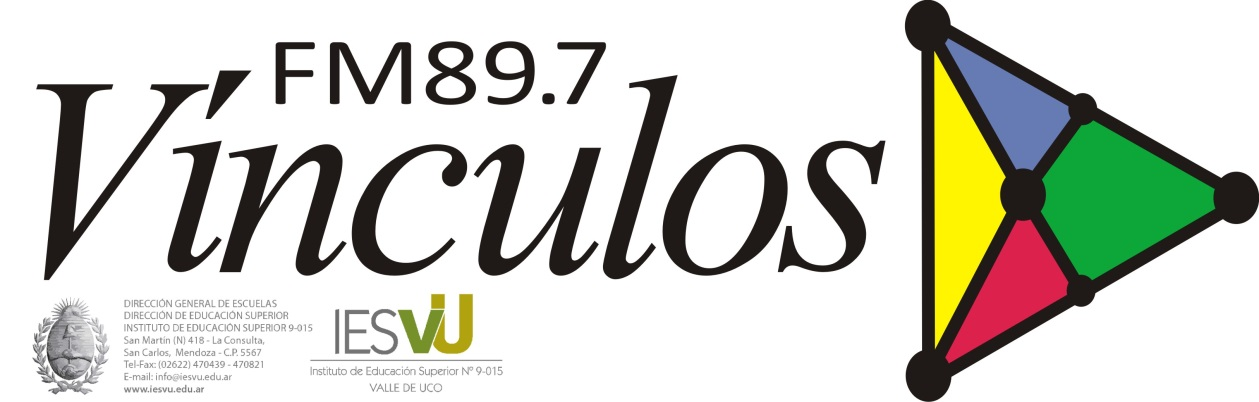 FM89.7
Vínculos
DIRECCIÓN GENERAL DE ESCUELAS
DIRECCIÓN DE EDUCACIÓN SUPERIOR
INSTITUTO DE EDUCACIÓN SUPERIOR 9-015
San Martín (N) 418 - La Consulta,
San Carlos, Mendoza - C.P. 5567
Tel-Fax: (02622) 470439 - 470821
E-mail: info@iesvu.edu.ar
www.iesvu.edu.ar
IESVU
Instituto de Educación Superior Nº 9-015
VALLE DE UCO